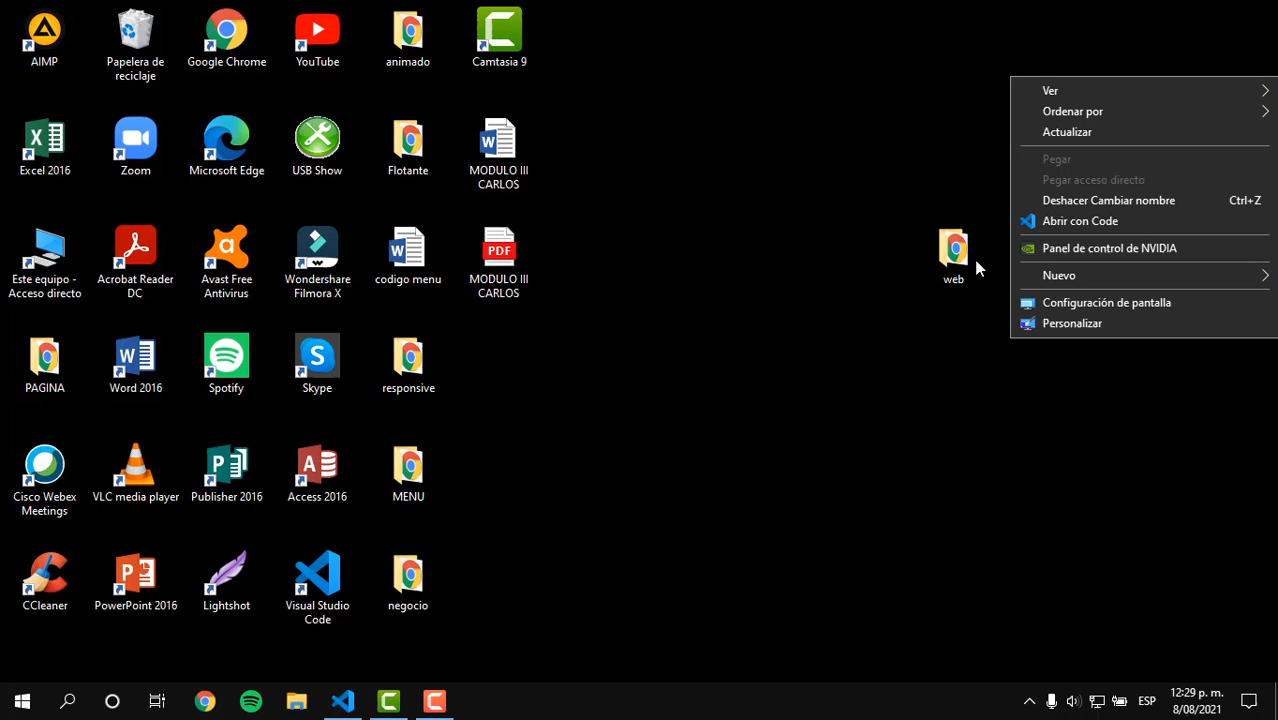 AIMP
Papelera de
reciclaje
Google Chrome
YouTube
animado
Camtasia 9
Excel 2016
Zoom
Microsoft Edge
USB Show
Flotante
MODULO III
CARLOS
Este equipo -
Acceso directo
Acrobat Reader
DC
Avast Free
Antivirus
Wondershare
Filmora X
codigo menu
PDF
MODULO III
CARLOS
PAGINA
Word 2016
Spotify
Skype
responsive
Cisco Webex
Meetings
VLC media player
Publisher 2016
Access 2016
MENU
CCleaner
PowerPoint 2016
Lightshot
Visual Studio
Code
negocio
web
Ver
Ordenar por
Actualizar
Pegar
Pegar acceso directo
Deshacer Cambiar nombre Ctrl+Z
Abrir con Code
Panel de control de NVIDIA
Nuevo
Configuración de pantalla
Personalizar
ESP
12:29 p. m.
8/08/2021